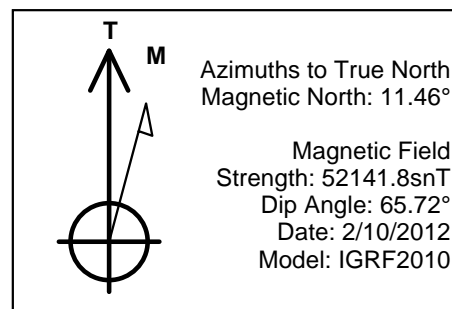 T
M
Azimuths to True North
Magnetic North: 11.46°
Magnetic Field
Strength: 52141.8snT
Dip Angle: 65.72°
Date: 2/10/2012
Model: IGRF2010